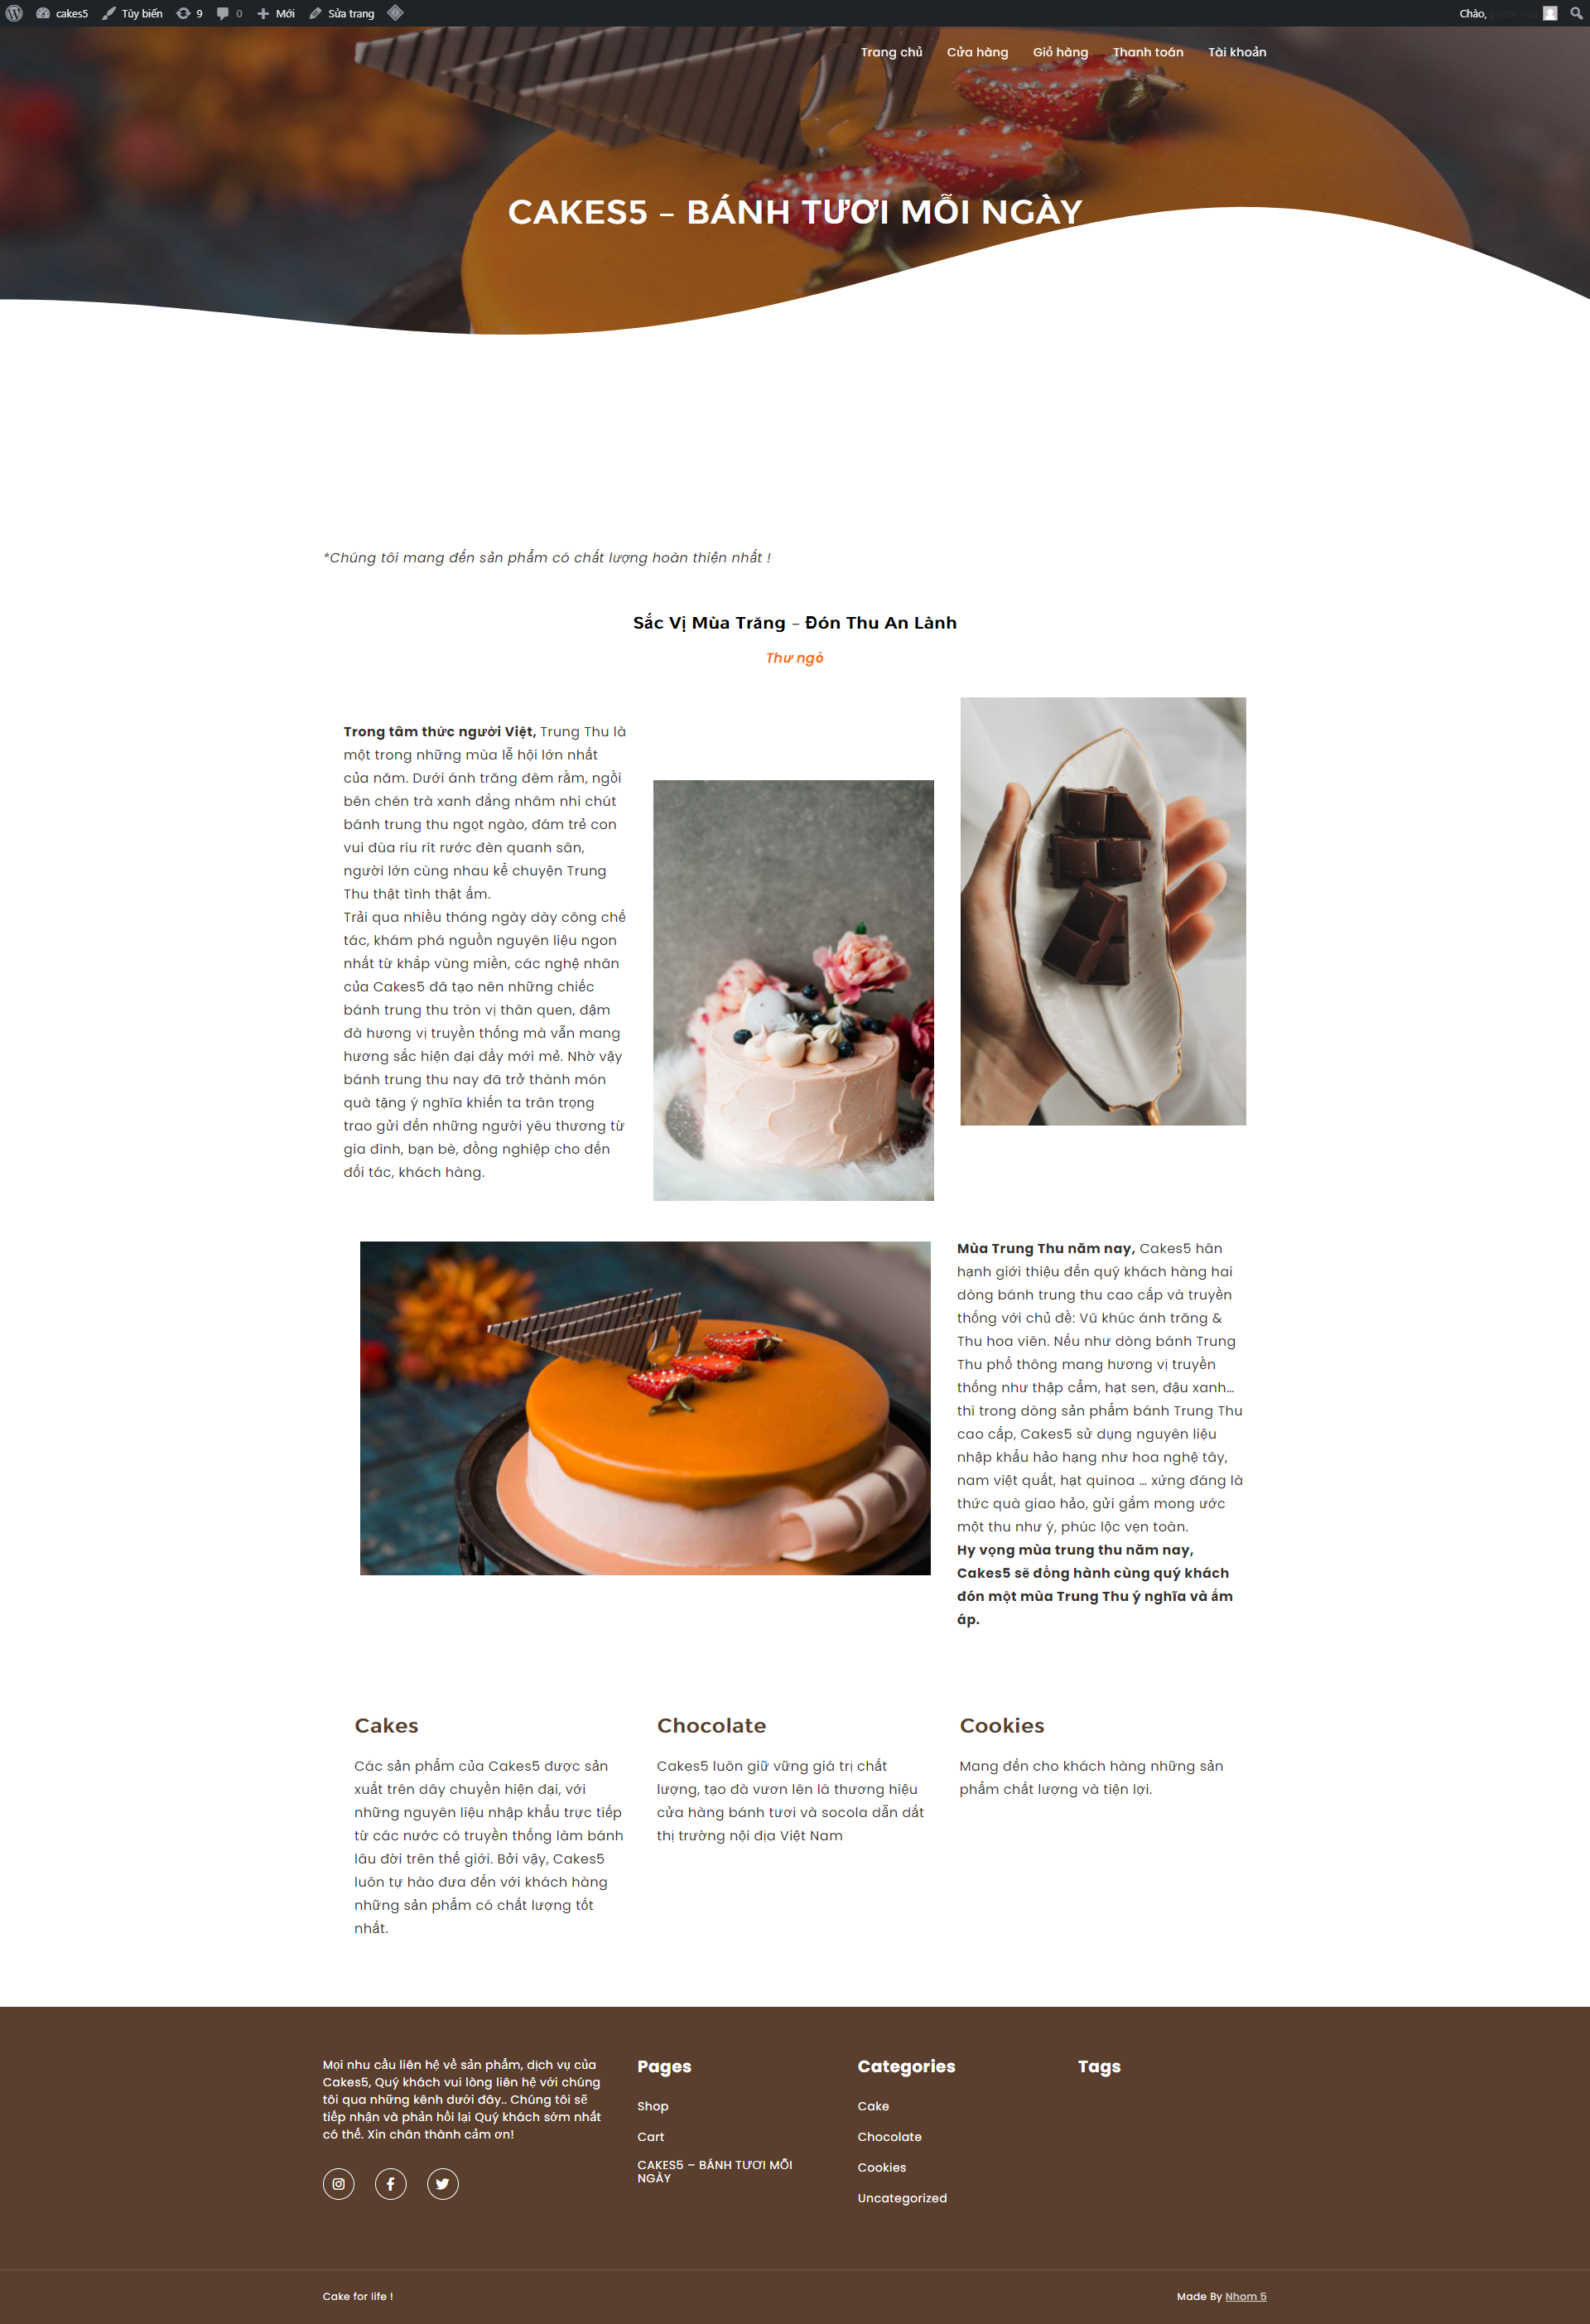 cakes5 Tùy biến 9 0 Mới Sửa trang Chào,
Trang chủ Cửa hàng Giỏ hàng Thanh toán Tài khoản
CAKES5 – BÁNH TƯƠI MỖI NGÀY
*Chúng tôi mang đến sản phẩm có chất lượng hoàn thiện nhất !
Sắc Vị Mùa Trăng – Đón Thu An Lành
Thư ngỏ
Trong tâm thức người Việt, Trung Thu là
một trong những mùa lễ hội lớn nhất
của năm. Dưới ánh trăng đêm rằm, ngồi
bên chén trà xanh đắng nhâm nhi chút
bánh trung thu ngọt ngào, đám trẻ con
vui đùa ríu rít rước đèn quanh sân,
người lớn cùng nhau kể chuyện Trung
Thu thật tình thật ấm.
Trải qua nhiều tháng ngày dày công chế
tác, khám phá nguồn nguyên liệu ngon
nhất từ khắp vùng miền, các nghệ nhân
của Cakes5 đã tạo nên những chiếc
bánh trung thu tròn vị thân quen, đậm
đà hương vị truyền thống mà vẫn mang
hương sắc hiện đại đầy mới mẻ. Nhờ vậy
bánh trung thu nay đã trở thành món
quà tặng ý nghĩa khiến ta trân trọng
trao gửi đến những người yêu thương từ
gia đình, bạn bè, đồng nghiệp cho đến
đối tác, khách hàng.
Mùa Trung Thu năm nay, Cakes5 hân
hạnh giới thiệu đến quý khách hàng hai
dòng bánh trung thu cao cấp và truyền
thống với chủ đề: Vũ khúc ánh trăng &
Thu hoa viên. Nếu như dòng bánh Trung
Thu phổ thông mang hương vị truyền
thống như thập cẩm, hạt sen, đậu xanh…
thì trong dòng sản phẩm bánh Trung Thu
cao cấp, Cakes5 sử dụng nguyên liệu
nhập khẩu hảo hạng như hoa nghệ tây,
nam việt quất, hạt quinoa … xứng đáng là
thức quà giao hảo, gửi gắm mong ước
một thu như ý, phúc lộc vẹn toàn.
Hy vọng mùa trung thu năm nay,
Cakes5 sẽ đồng hành cùng quý khách
đón một mùa Trung Thu ý nghĩa và ấm
áp.
Cakes
Các sản phẩm của Cakes5 được sản
xuất trên dây chuyền hiện đại, với
những nguyên liệu nhập khẩu trực tiếp
từ các nước có truyền thống làm bánh
lâu đời trên thế giới. Bởi vậy, Cakes5
luôn tự hào đưa đến với khách hàng
những sản phẩm có chất lượng tốt
nhất.
Chocolate
Cakes5 luôn giữ vững giá trị chất
lượng, tạo đà vươn lên là thương hiệu
cửa hàng bánh tươi và socola dẫn dắt
thị trường nội địa Việt Nam
Cookies
Mang đến cho khách hàng những sản
phẩm chất lượng và tiện lợi.
Mọi nhu cầu liên hệ về sản phẩm, dịch vụ của
Cakes5, Quý khách vui lòng liên hệ với chúng
tôi qua những kênh dưới đây.. Chúng tôi sẽ
tiếp nhận và phản hồi lại Quý khách sớm nhất
có thể. Xin chân thành cảm ơn!
Pages
Shop
Cart
CAKES5 – BÁNH TƯƠI MỖI
NGÀY
Categories
Cake
Chocolate
Cookies
Uncategorized
Tags
Cake for life !
Made By Nhom 5